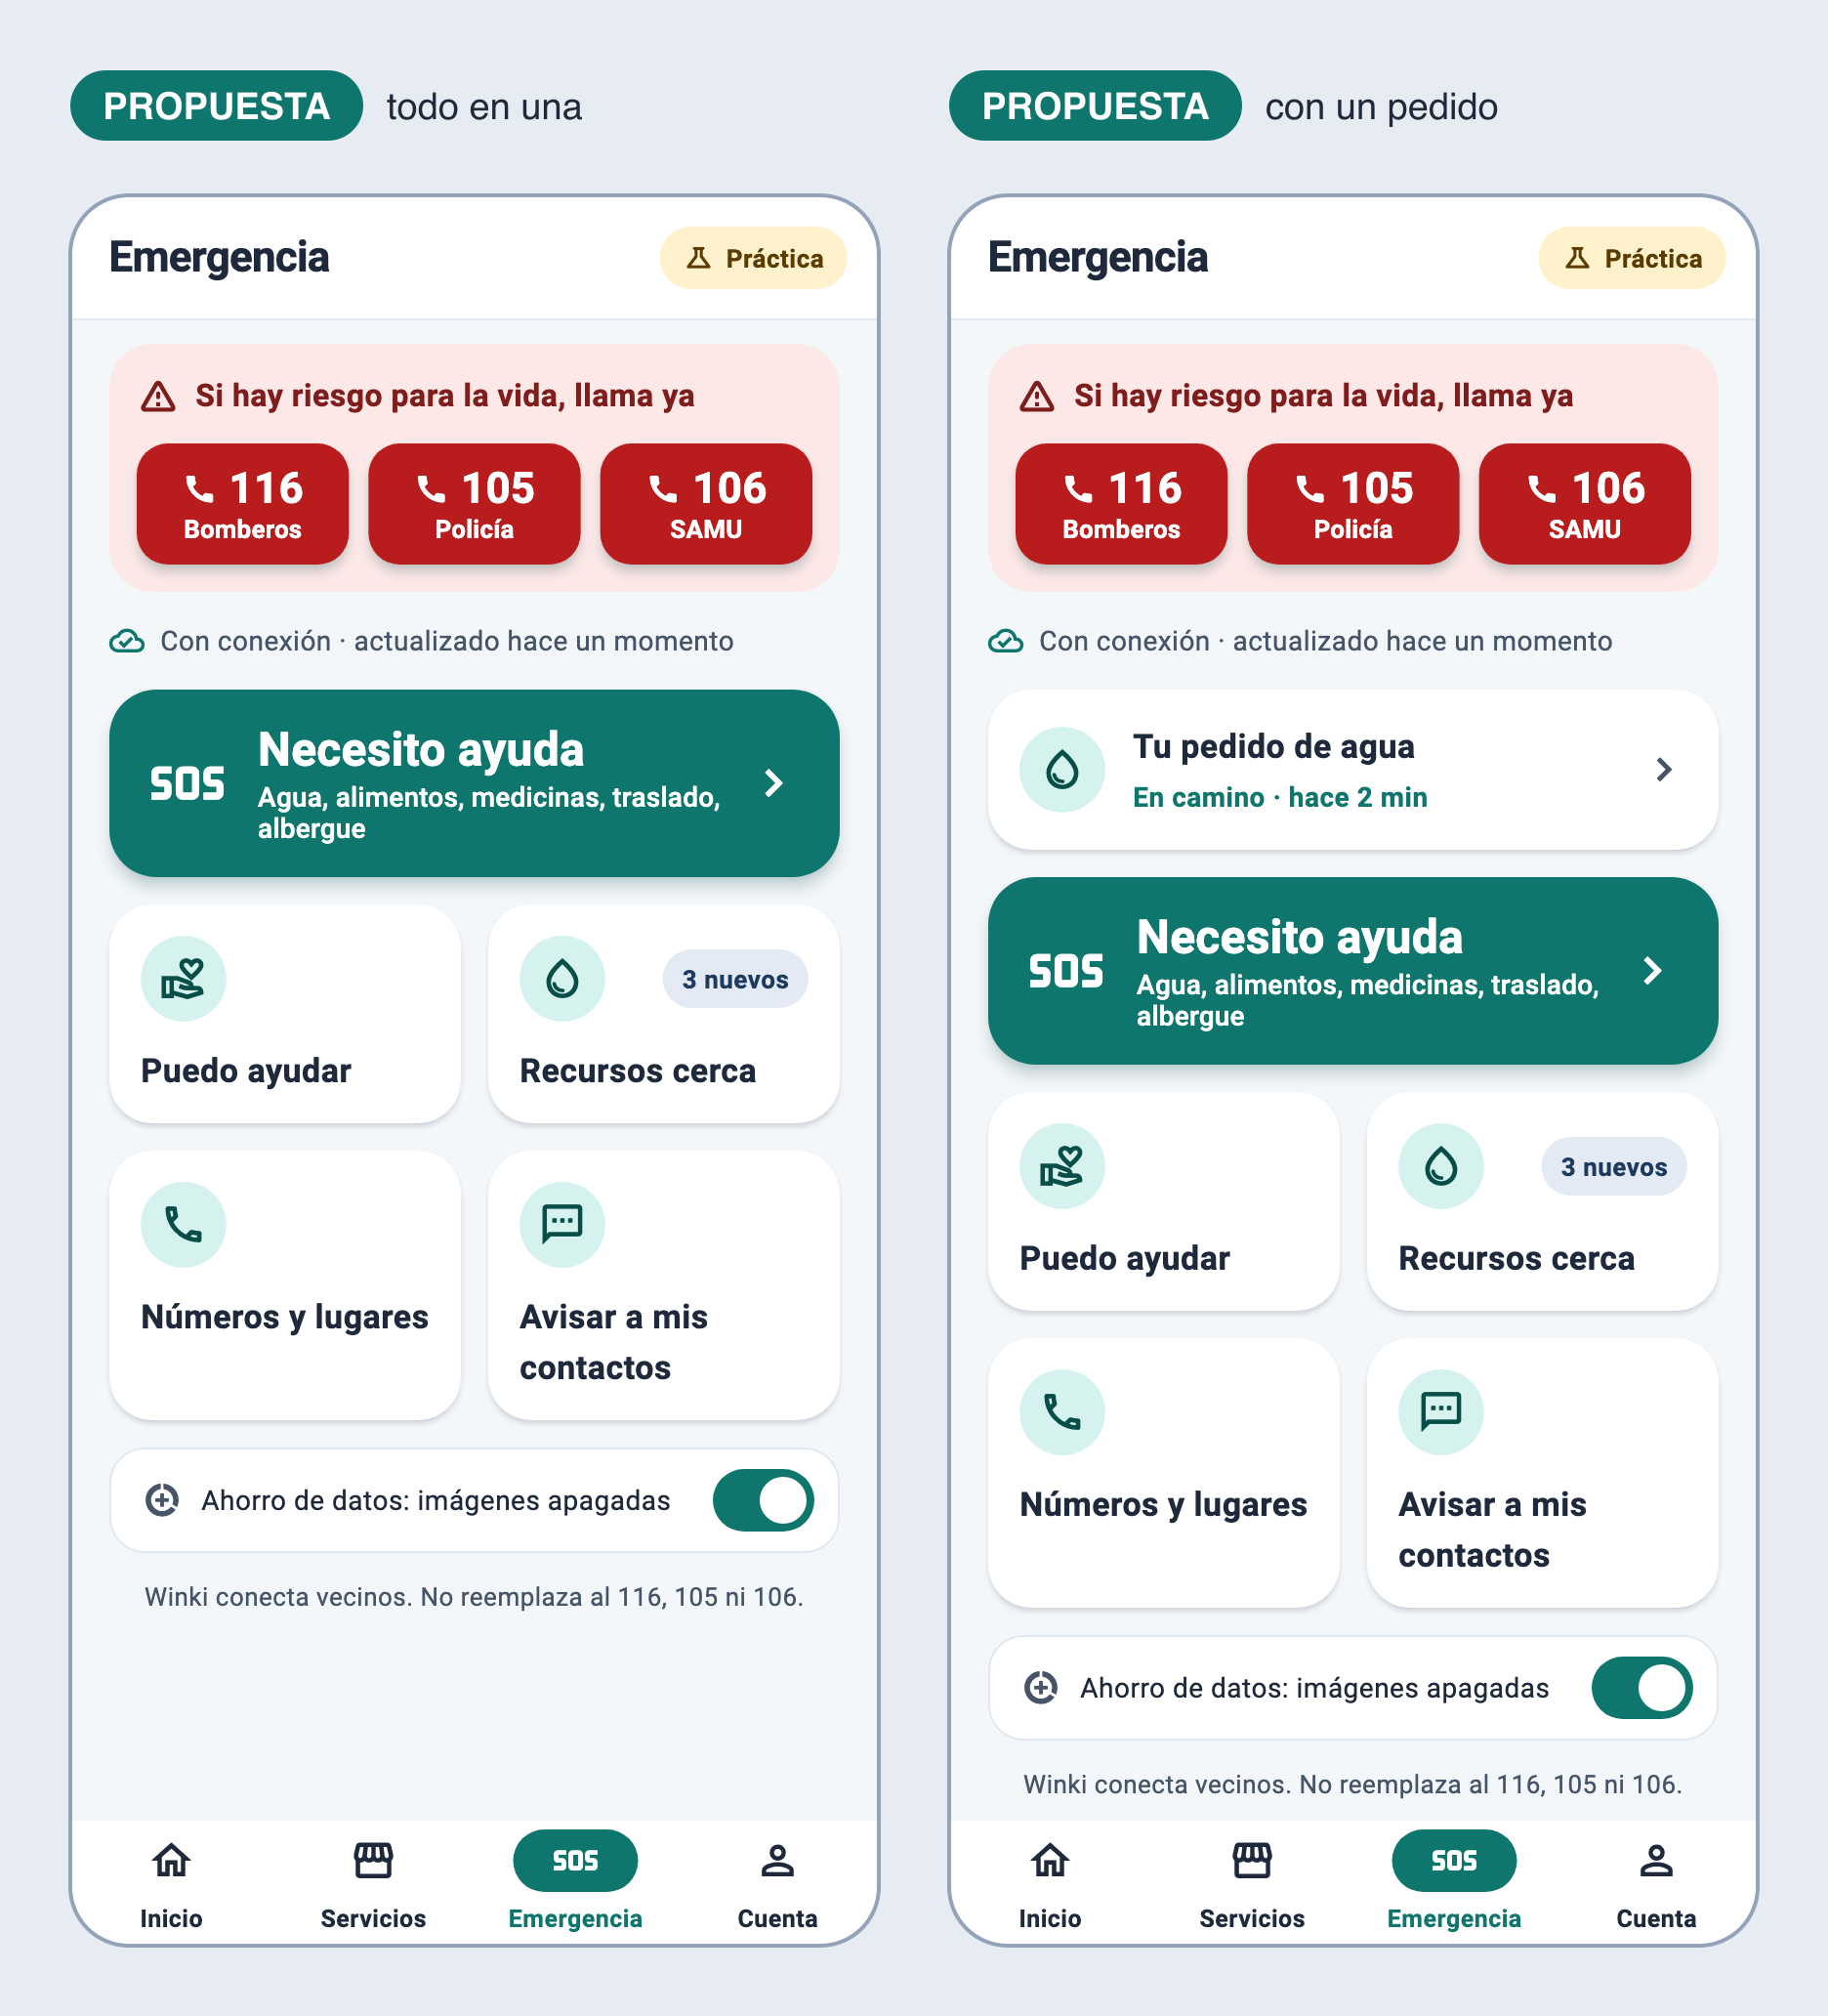 PROPUESTA todo en una
Emergencia
Práctica
Si hay riesgo para la vida, llama ya
116
Bomberos
105
Policía
106
SAMU
Con conexión · actualizado hace un momento
SOS
Necesito ayuda
Agua, alimentos, medicinas, traslado,
albergue
Puedo ayudar
3 nuevos
Recursos cerca
Números y lugares
Avisar a mis
contactos
Ahorro de datos: imágenes apagadas
Winki conecta vecinos. No reemplaza al 116, 105 ni 106.
Inicio
Servicios
SOS
Emergencia
Cuenta
PROPUESTA con un pedido
Emergencia
Práctica
Si hay riesgo para la vida, llama ya
116
Bomberos
105
Policía
106
SAMU
Con conexión · actualizado hace un momento
Tu pedido de agua
En camino · hace 2 min
SOS
Necesito ayuda
Agua, alimentos, medicinas, traslado,
albergue
Puedo ayudar
3 nuevos
Recursos cerca
Números y lugares
Avisar a mis
contactos
Ahorro de datos: imágenes apagadas
Winki conecta vecinos. No reemplaza al 116, 105 ni 106.
Inicio
Servicios
SOS
Emergencia
Cuenta